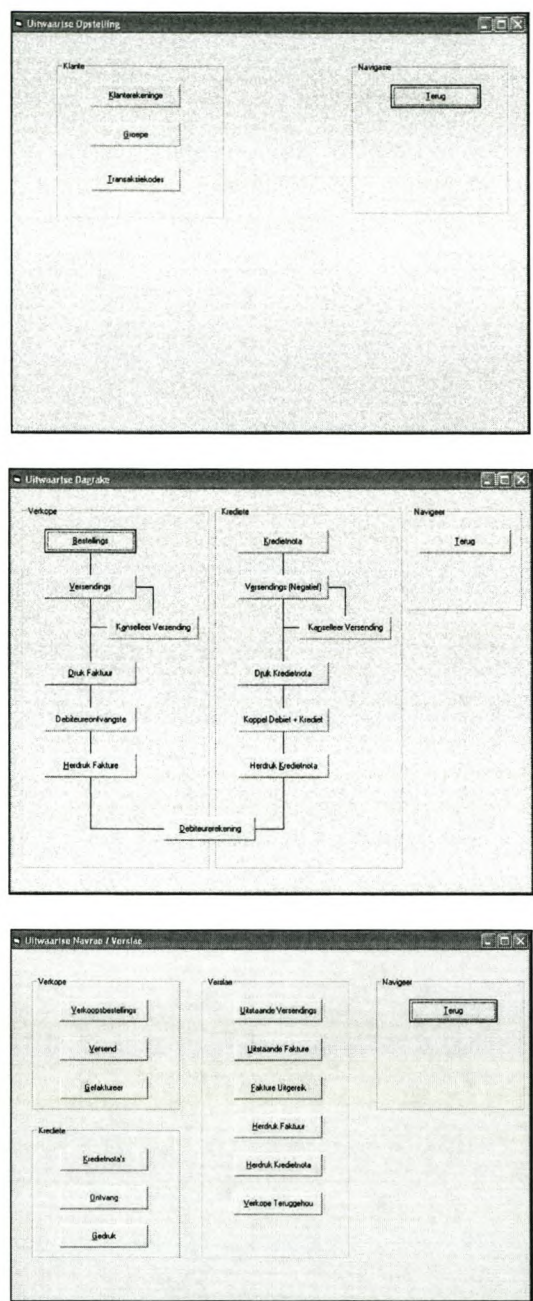 Uitwaartse Opstelling
Klante
Klanterekeninge
Groepe
Transaksiekodes
Navigasie
Terug
Uitwaartse Dagtake
Verkope
Bestellings
Versendings
Kanselleer Verzending
Druk Faktuur
Debiteureontvangste
Herdruk Fakture
Debiteurerekening
Krediete
Kredietnota
Versendings (Negatief)
Kanselleer Versending
Druk Kredietnota
Koppel Debiet + Krediet
Herdruk Kredietnota
Navigeer
Terug
Uitwaartse Navrae / Verslae
Verkope
Verkoopsbestellings
Versend
Gefaktureer
Krediete
Kredietnota's
Ontvang
Gedruk
Verslae
Uitstaande Versendings
Uitstaande Fakture
Fakture Uitgereik
Herdruk Faktuur
Herdruk Kredietnota
Verkope Teruggehou
Navigeer
Terug